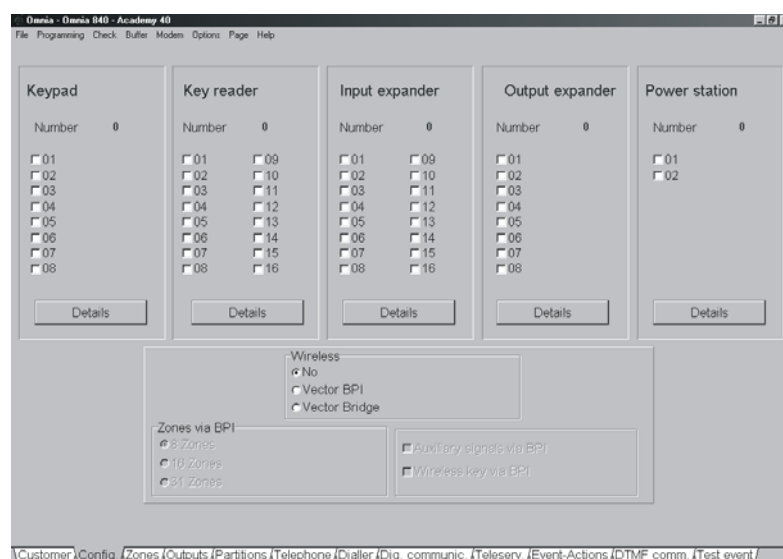 Omnia - Omnia 840 - Academy 40
File Programming Check Buffer Modem Options Page Help
Keypad
Number 0
01
02
03
04
05
06
07
08
Details
Key reader
Number 0
01 09
02 10
03 11
04 12
05 13
06 14
07 15
08 16
Details
Input expander
Number 0
01 09
02 10
03 11
04 12
05 13
06 14
07 15
08 16
Details
Output expander
Number 0
01
02
03
04
05
06
07
08
Details
Power station
Number 0
01
02
Details
Wireless
No
Vector BPI
Vector Bridge
Zones via BPI
8 Zones
16 Zones
31 Zones
Auxiliary signals via BPI
Wireless key via BPI
Customer Config. Zones Outputs Partitions Telephone Dialler Dig. communic. Teleserv. Event-Actions DTMF comm. Test event